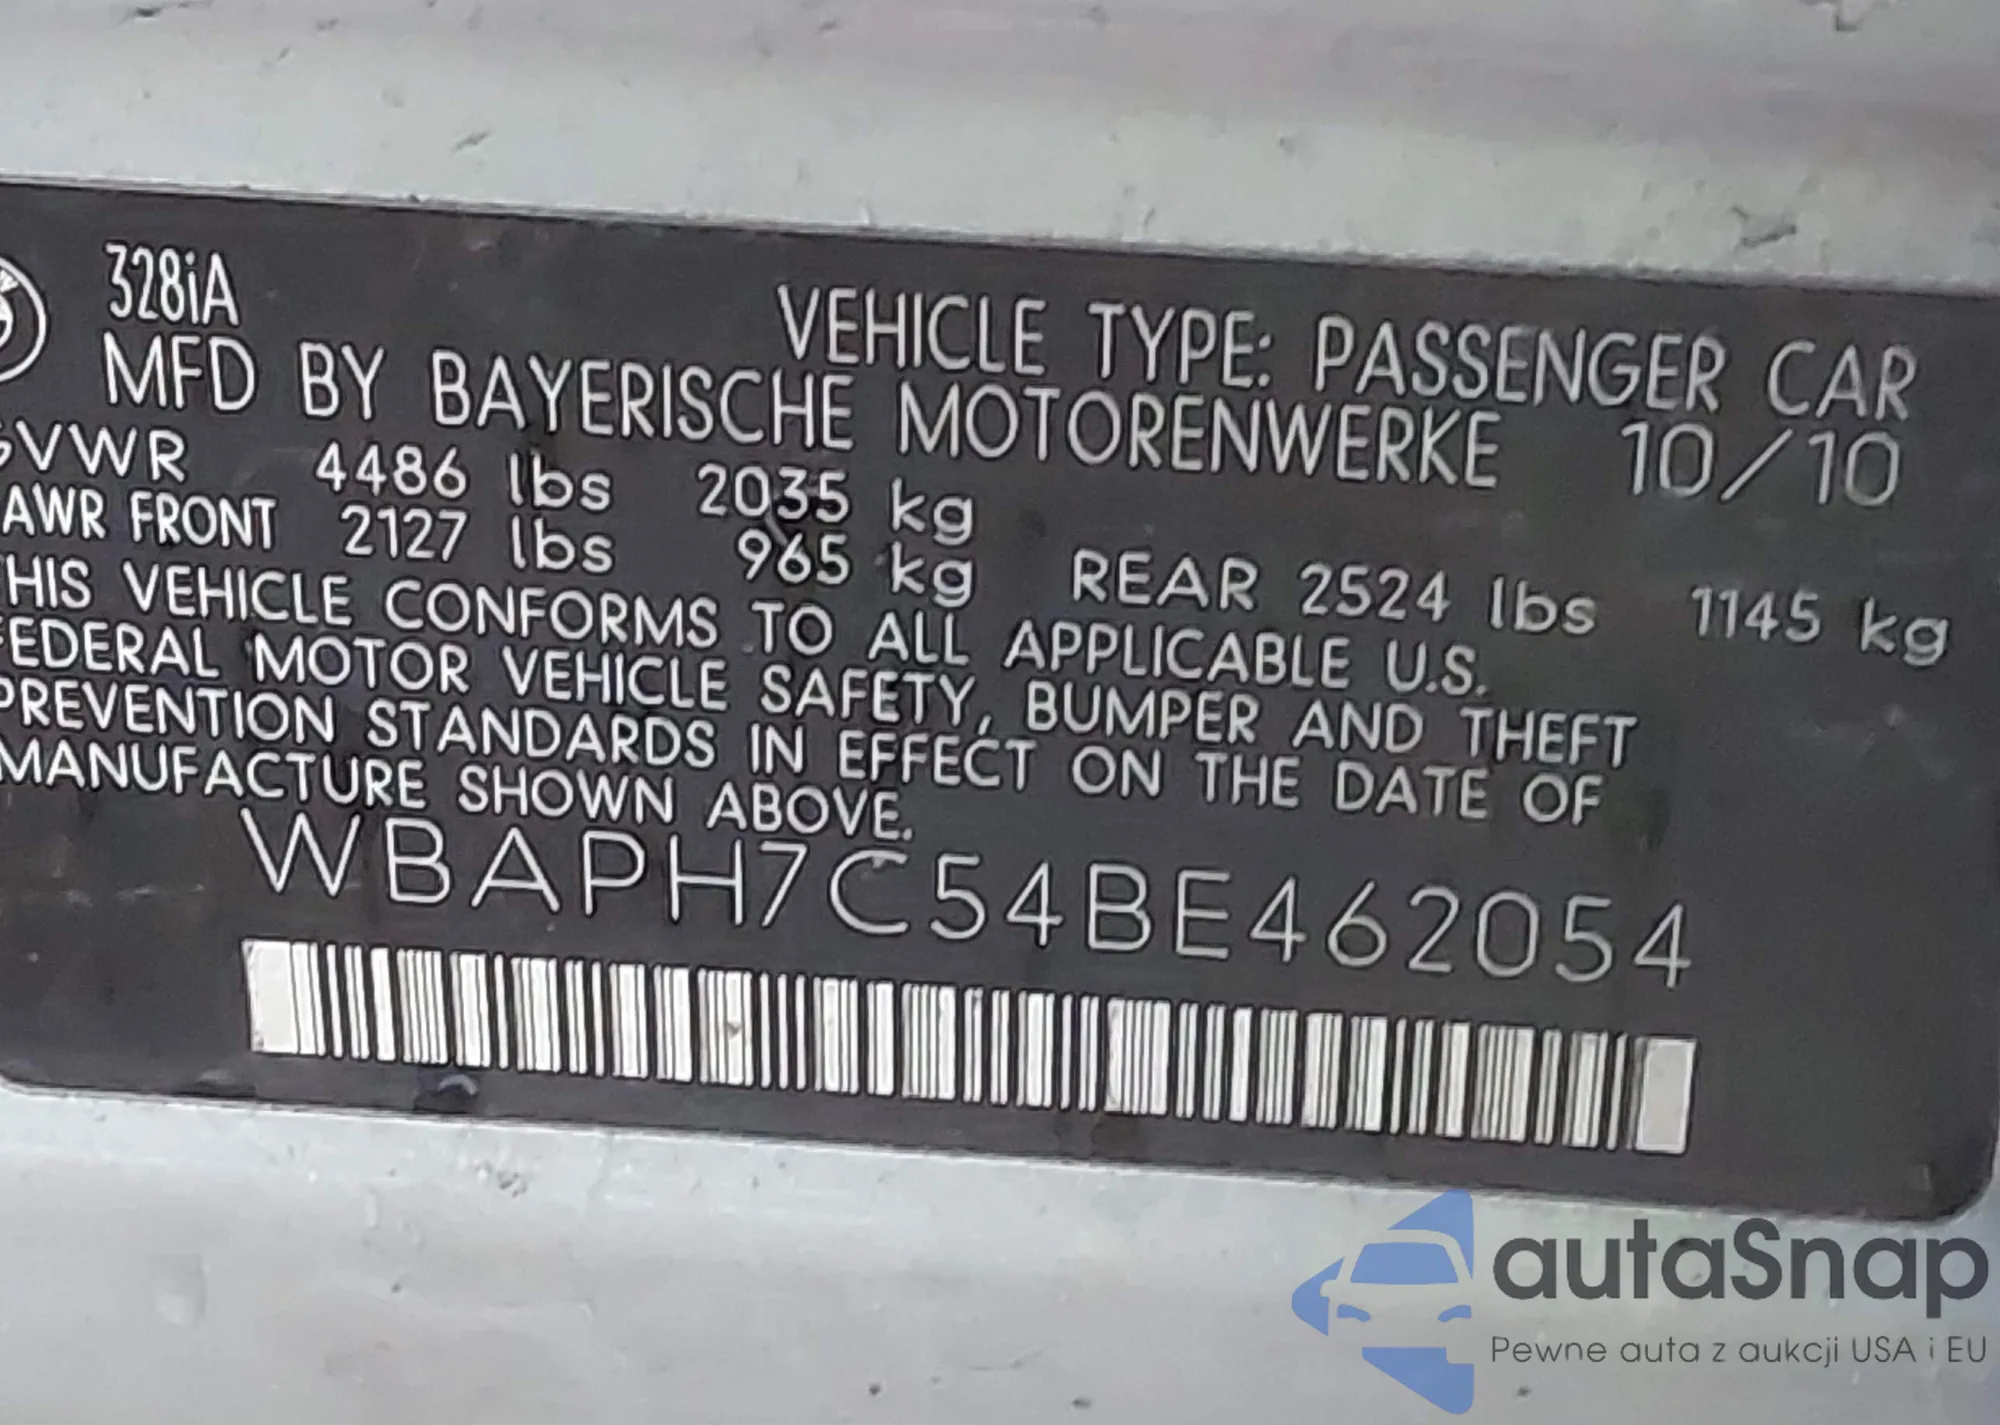 328iA
VEHICLE TYPE: PASSENGER CAR
MFD BY BAYERISCHE MOTORENWERKE 10/10
GVWR 4486 lbs 2035 kg
AWR FRONT 2127 lbs 965 kg REAR 2524 lbs 1145 kg
THIS VEHICLE CONFORMS TO ALL APPLICABLE U.S.
FEDERAL MOTOR VEHICLE SAFETY, BUMPER AND THEFT
PREVENTION STANDARDS IN EFFECT ON THE DATE OF
MANUFACTURE SHOWN ABOVE.
WBAPH7C54BE462054
autaSnap
Pewne auta z aukcji USA i EU